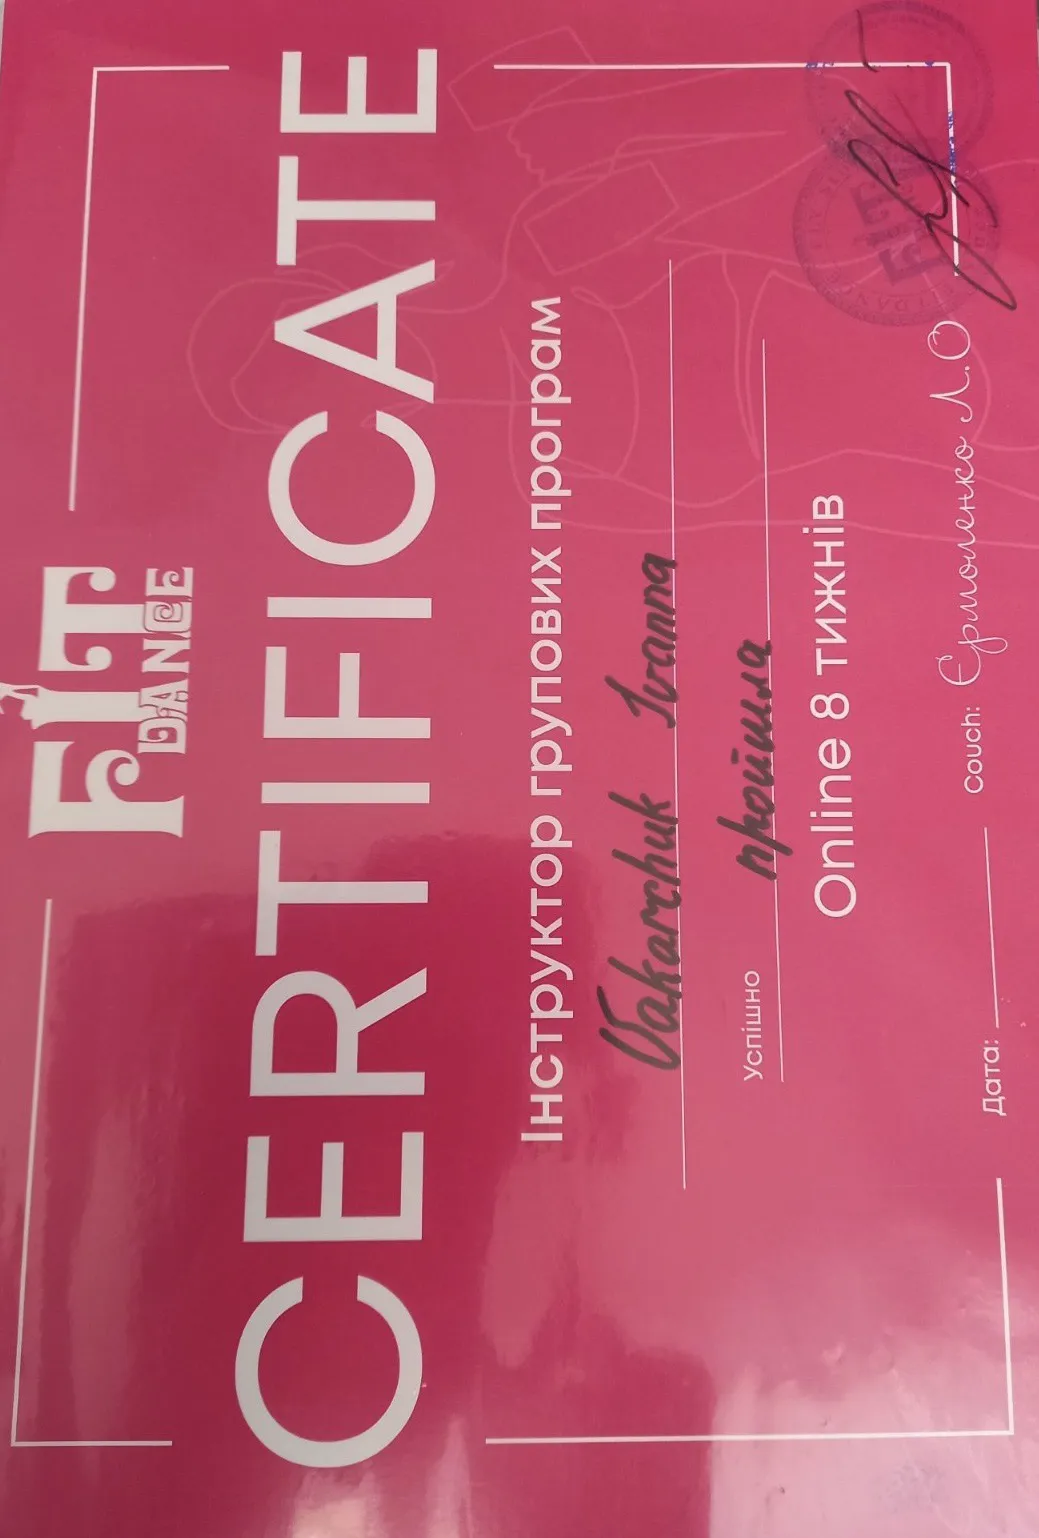 FIT
DANCE
CERTIFICATE
Інструктор групових програм
Vakarchuk Ivanna
Успішно пройшла
Online 8 тижнів
Дата: Couch: Єрмоленко Л.О